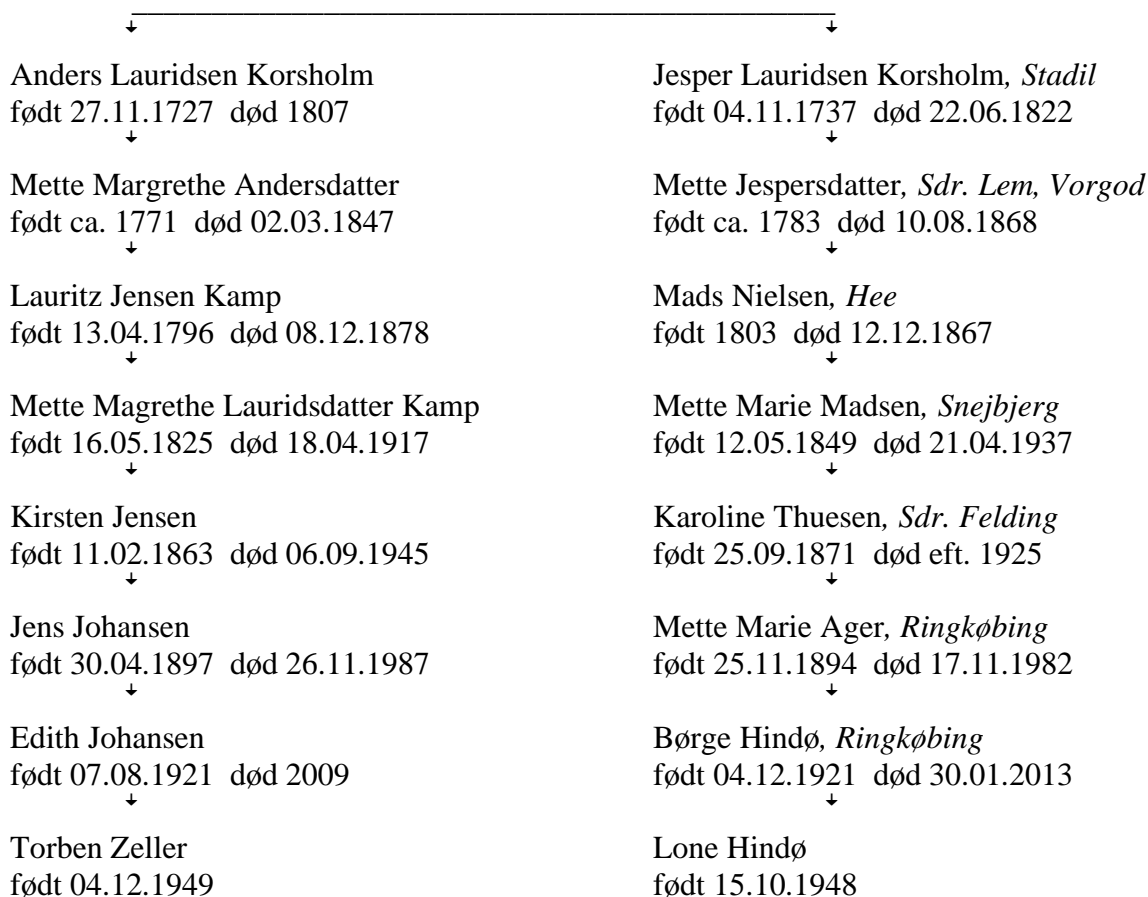 Anders Lauridsen Korsholm
født 27.11.1727 død 1807
Mette Margrethe Andersdatter
født ca. 1771 død 02.03.1847
Lauritz Jensen Kamp
født 13.04.1796 død 08.12.1878
Mette Magrethe Lauridsdatter Kamp
født 16.05.1825 død 18.04.1917
Kirsten Jensen
født 11.02.1863 død 06.09.1945
Jens Johansen
født 30.04.1897 død 26.11.1987
Edith Johansen
født 07.08.1921 død 2009
Torben Zeller
født 04.12.1949
Jesper Lauridsen Korsholm, Stadil
født 04.11.1737 død 22.06.1822
Mette Jespersdatter, Sdr. Lem, Vorgod
født ca. 1783 død 10.08.1868
Mads Nielsen, Hee
født 1803 død 12.12.1867
Mette Marie Madsen, Snejbjerg
født 12.05.1849 død 21.04.1937
Karoline Thuesen, Sdr. Felding
født 25.09.1871 død eft. 1925
Mette Marie Ager, Ringkøbing
født 25.11.1894 død 17.11.1982
Børge Hindø, Ringkøbing
født 04.12.1921 død 30.01.2013
Lone Hindø
født 15.10.1948